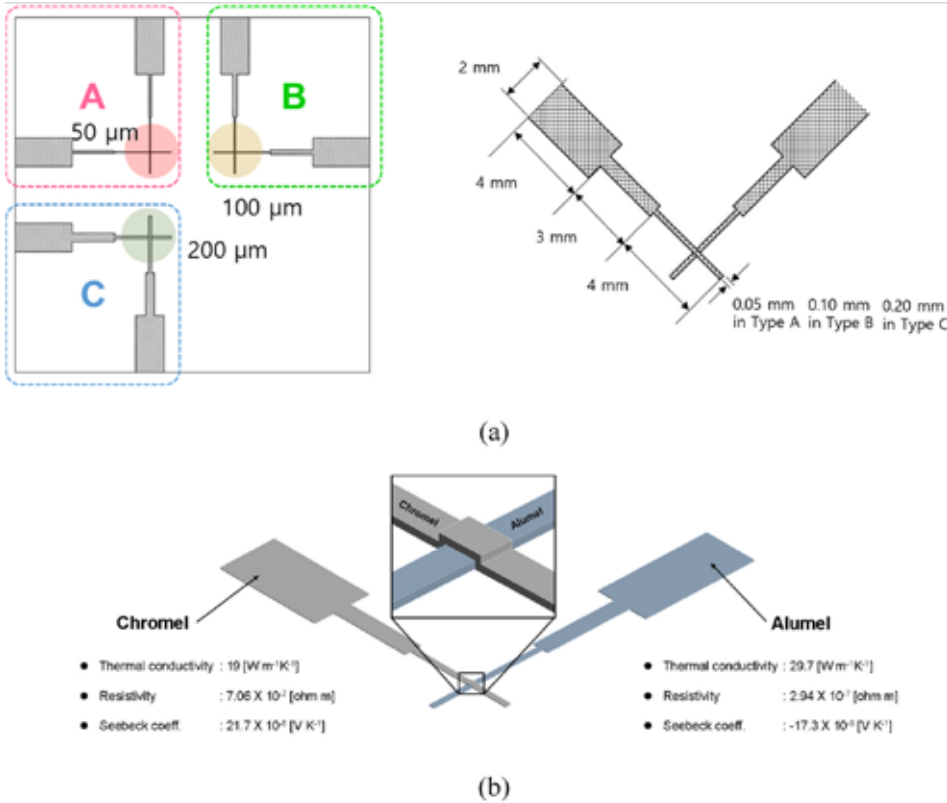 A
B
50 μm
100 μm
200 μm
C
2 mm
4 mm
3 mm
4 mm
0.05 mm 0.10 mm 0.20 mm
in Type A in Type B in Type C
(a)
Chromel
Alumel
Chromel
Alumel
● Thermal conductivity : 19 [W m⁻¹K⁻¹]
● Resistivity : 7.06 X 10⁻⁷ [ohm m]
● Seebeck coeff. : 21.7 X 10⁻⁶ [V K⁻¹]
● Thermal conductivity : 29.7 [W m⁻¹K⁻¹]
● Resistivity : 2.94 X 10⁻⁷ [ohm m]
● Seebeck coeff. : -17.3 X 10⁻⁶ [V K⁻¹]
(b)